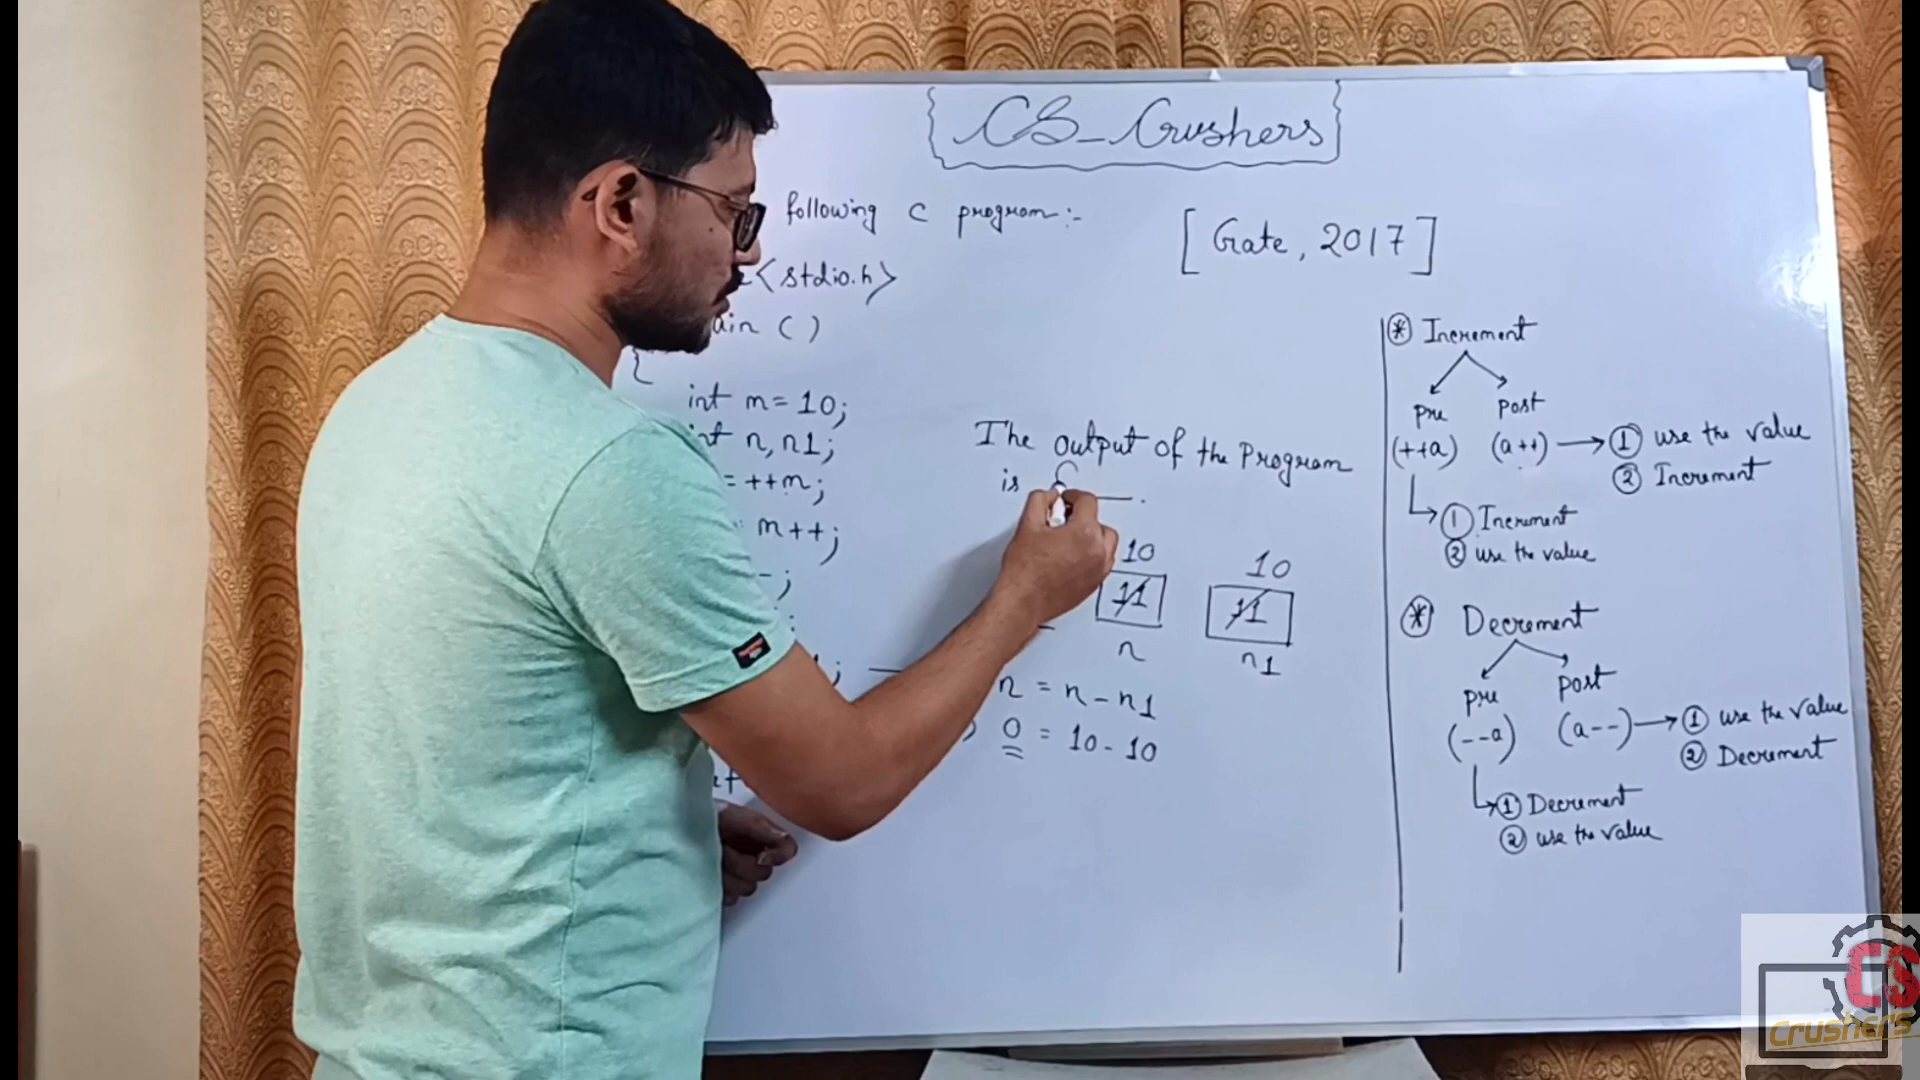 CS_Crushers
following C program:-
[Gate, 2017]
<stdio.h>
ain ( )
{
int m = 10;
int n, n1;
= ++m;
m++;
-;
;
;
The output of the Program
is ____.
10
11
n
10
11
n1
n = n - n1
0 = 10 - 10
* Increment
Pre
Post
(++a)
(a++) → ① use the value
② Increment
① Increment
② use the value
* Decrement
Pre
Post
(--a)
(a--) → ① use the value
② Decrement
① Decrement
② use the value
CS
Crushers